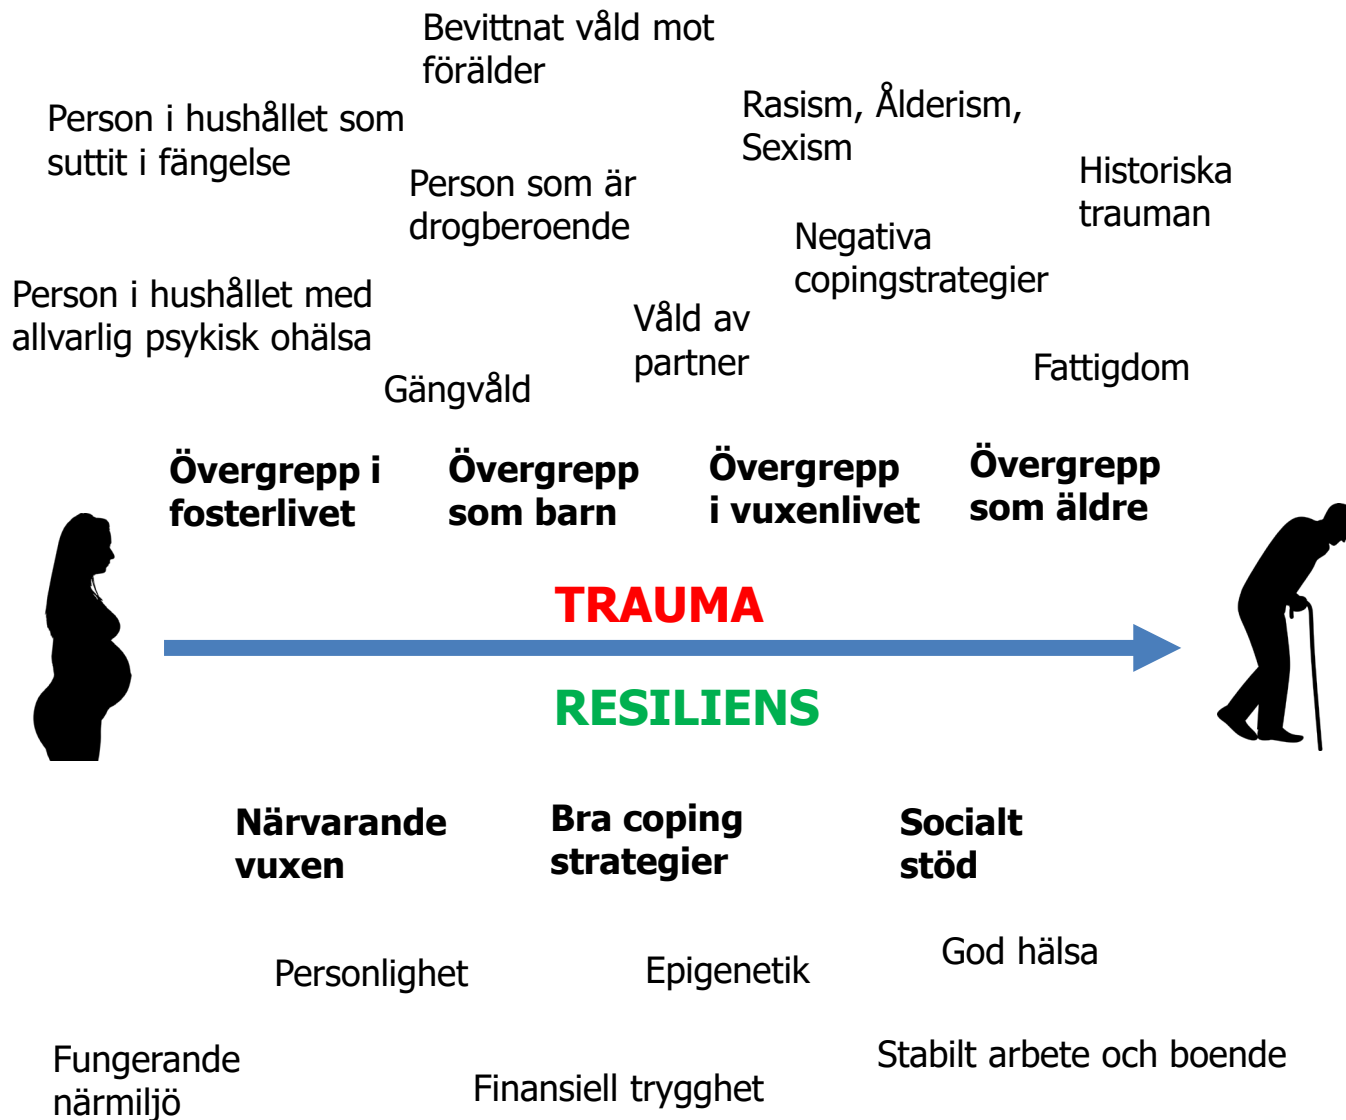 Bevittnat våld mot
förälder
Person i hushållet som
suttit i fängelse
Rasism, Ålderism,
Sexism
Person som är
drogberoende
Historiska
trauman
Negativa
copingstrategier
Person i hushållet med
allvarlig psykisk ohälsa
Våld av
partner
Gängvåld
Fattigdom
Övergrepp i
fosterlivet
Övergrepp
som barn
Övergrepp
i vuxenlivet
Övergrepp
som äldre
TRAUMA
RESILIENS
Närvarande
vuxen
Bra coping
strategier
Socialt
stöd
Personlighet
Epigenetik
God hälsa
Fungerande
närmiljö
Finansiell trygghet
Stabilt arbete och boende